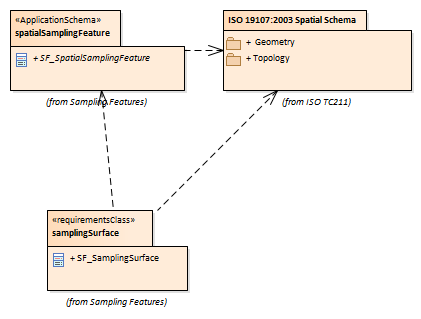 «ApplicationSchema»
spatialSamplingFeature
+ SF_SpatialSamplingFeature
(from Sampling Features)
ISO 19107:2003 Spatial Schema
+ Geometry
+ Topology
(from ISO TC211)
«requirementsClass»
samplingSurface
+ SF_SamplingSurface
(from Sampling Features)